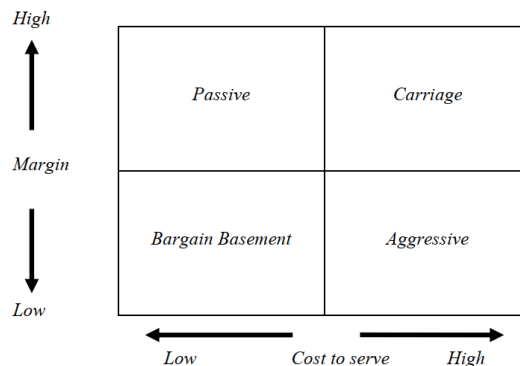 High
Passive
Carriage
Margin
Bargain Basement
Aggressive
Low
Low
Cost to serve
High